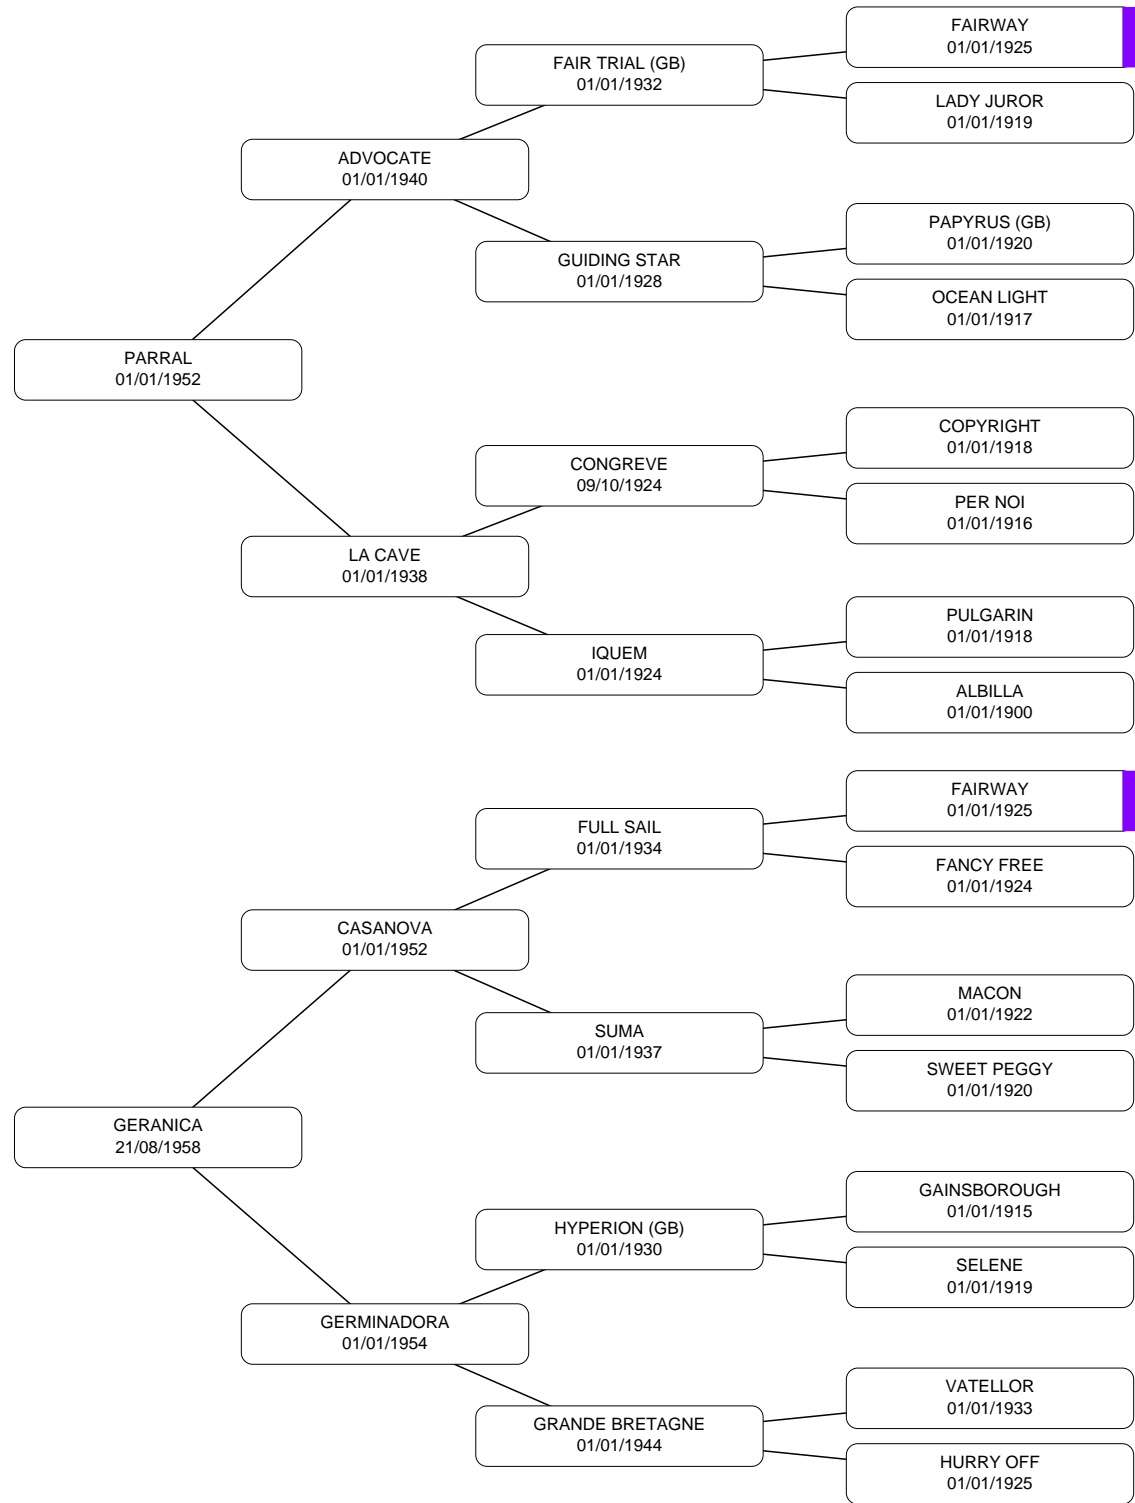 FAIRWAY
01/01/1925
FAIR TRIAL (GB)
01/01/1932
LADY JUROR
01/01/1919
ADVOCATE
01/01/1940
PAPYRUS (GB)
01/01/1920
GUIDING STAR
01/01/1928
OCEAN LIGHT
01/01/1917
PARRAL
01/01/1952
COPYRIGHT
01/01/1918
CONGREVE
09/10/1924
PER NOI
01/01/1916
LA CAVE
01/01/1938
PULGARIN
01/01/1918
IQUEM
01/01/1924
ALBILLA
01/01/1900
FAIRWAY
01/01/1925
FULL SAIL
01/01/1934
FANCY FREE
01/01/1924
CASANOVA
01/01/1952
MACON
01/01/1922
SUMA
01/01/1937
SWEET PEGGY
01/01/1920
GERANICA
21/08/1958
GAINSBOROUGH
01/01/1915
HYPERION (GB)
01/01/1930
SELENE
01/01/1919
GERMINADORA
01/01/1954
VATELLOR
01/01/1933
GRANDE BRETAGNE
01/01/1944
HURRY OFF
01/01/1925